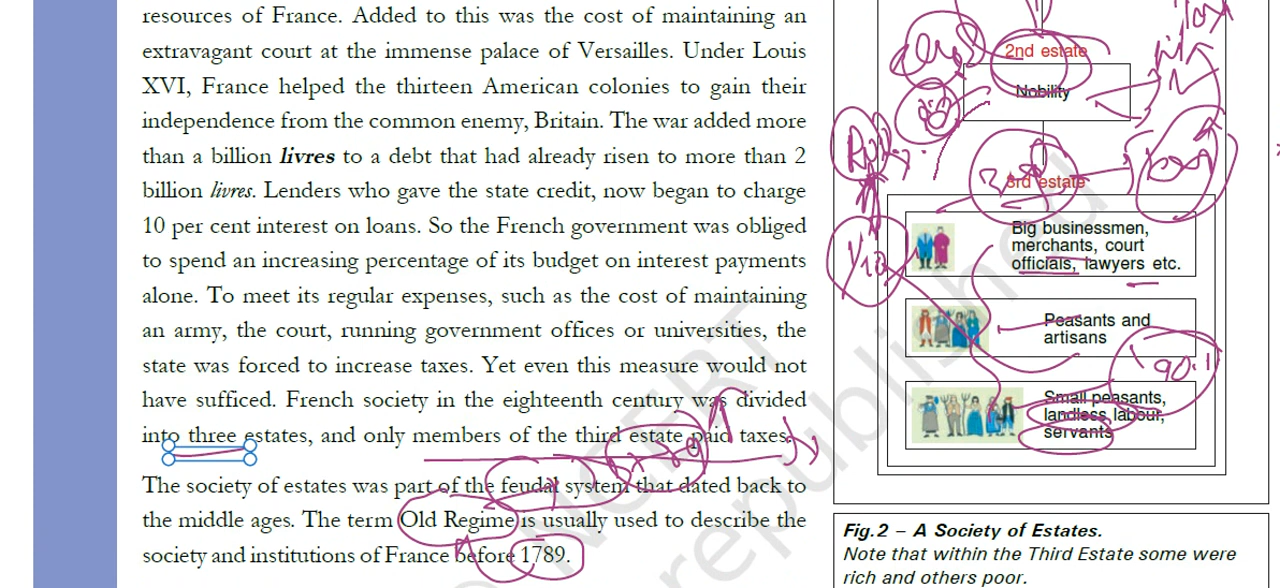 resources of France. Added to this was the cost of maintaining an
extravagant court at the immense palace of Versailles. Under Louis
XVI, France helped the thirteen American colonies to gain their
independence from the common enemy, Britain. The war added more
than a billion livres to a debt that had already risen to more than 2
billion livres. Lenders who gave the state credit, now began to charge
10 per cent interest on loans. So the French government was obliged
to spend an increasing percentage of its budget on interest payments
alone. To meet its regular expenses, such as the cost of maintaining
an army, the court, running government offices or universities, the
state was forced to increase taxes. Yet even this measure would not
have sufficed. French society in the eighteenth century was divided
into three estates, and only members of the third estate paid taxes.
The society of estates was part of the feudal system that dated back to
the middle ages. The term Old Regime is usually used to describe the
society and institutions of France before 1789.
2nd estate
Nobility
3rd estate
Big businessmen,
merchants, court
officials, lawyers etc.
Peasants and
artisans
Small peasants,
landless labour,
servants
1/10
90%
Fig.2 – A Society of Estates.
Note that within the Third Estate some were
rich and others poor.
NCERT
republished